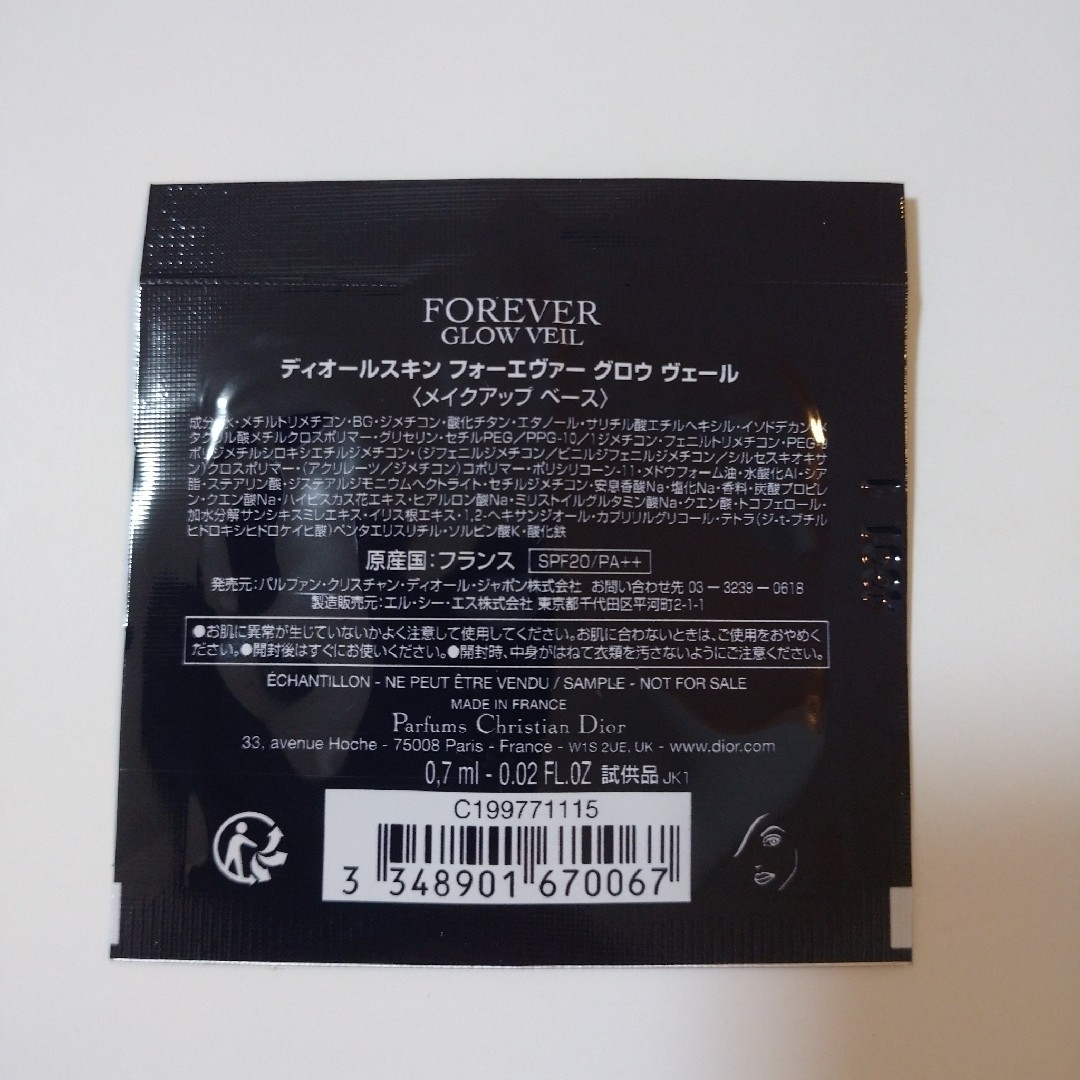 FOREVER
GLOW VEIL
ディオールスキン フォーエヴァー グロウ ヴェール
〈メイクアップ ベース〉
成分:水・メチルトリメチコン・BG・ジメチコン・酸化チタン・エタノール・サリチル酸エチルヘキシル・イソドデカン・メ
タクリル酸メチルクロスポリマー・グリセリン・セチルPEG/PPG-10/1ジメチコン・フェニルトリメチコン・PEG-9
ポリジメチルシロキシエチルジメチコン・(ジフェニルジメチコン/ビニルジフェニルジメチコン/シルセスキオキサ
ン)クロスポリマー・(アクリレーツ/ジメチコン)コポリマー・ポリシリコーン-11・メドウフォーム油・水酸化Al・シア
脂・ステアリン酸・ジステアルジモニウムヘクトライト・セチルジメチコン・安息香酸Na・塩化Na・香料・炭酸プロピレ
ン・クエン酸Na・ハイビスカス花エキス・ヒアルロン酸Na・ミリストイルグルタミン酸Na・クエン酸・トコフェロール・
加水分解サンシキスミレエキス・イリス根エキス・1,2-ヘキサンジオール・カプリリルグリコール・テトラ(ジ-t-ブチル
ヒドロキシヒドロケイヒ酸)ペンタエリスリチル・ソルビン酸K・酸化鉄
原産国:フランス SPF20/PA++
発売元:パルファン・クリスチャン・ディオール・ジャポン株式会社 お問い合わせ先 03-3239-0618
製造販売元:エル・シー・エス株式会社 東京都千代田区平河町2-1-1
●お肌に異常が生じていないかよく注意して使用してください。お肌に合わないときは、ご使用をおやめく
ださい。●開封後はすぐにお使いください。●開封時、中身がはねて衣類を汚さないようにご注意ください。
ÉCHANTILLON - NE PEUT ÊTRE VENDU / SAMPLE - NOT FOR SALE
MADE IN FRANCE
Parfums Christian Dior
33, avenue Hoche - 75008 Paris - France - W1S 2UE, UK - www.dior.com
0,7 ml - 0.02 FL.OZ 試供品 JK1
C199771115
3 348901 670067